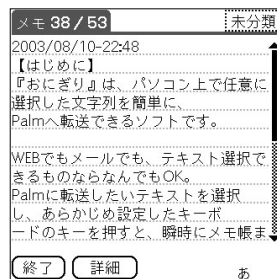 メモ 38 / 53
未分類
2003/08/10-22:48
【はじめに】
『おにぎり』は、パソコン上で任意に
選択した文字列を簡単に、
Palmへ転送できるソフトです。

WEBでもメールでも、テキスト選択で
きるものならなんでもOK。
Palmに転送したいテキストを選択
し、あらかじめ設定したキーボ
ードのキーを押すと、瞬時にメモ帳ま
終了
詳細
あ